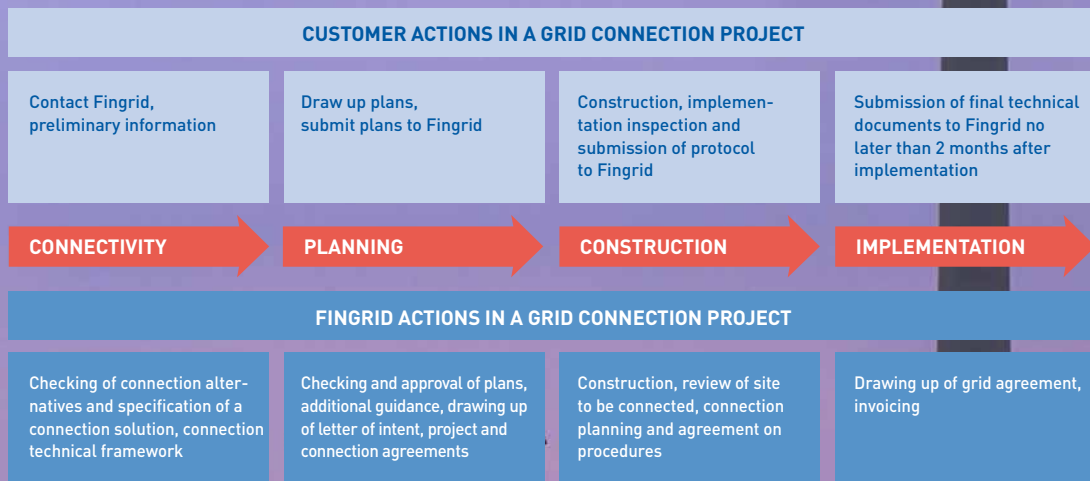 CUSTOMER ACTIONS IN A GRID CONNECTION PROJECT
Contact Fingrid,
preliminary information
Draw up plans,
submit plans to Fingrid
Construction, implemen-
tation inspection and
submission of protocol
to Fingrid
Submission of final technical
documents to Fingrid no
later than 2 months after
implementation
CONNECTIVITY
PLANNING
CONSTRUCTION
IMPLEMENTATION
FINGRID ACTIONS IN A GRID CONNECTION PROJECT
Checking of connection alter-
natives and specification of a
connection solution, connection
technical framework
Checking and approval of plans,
additional guidance, drawing up
of letter of intent, project and
connection agreements
Construction, review of site
to be connected, connection
planning and agreement on
procedures
Drawing up of grid agreement,
invoicing